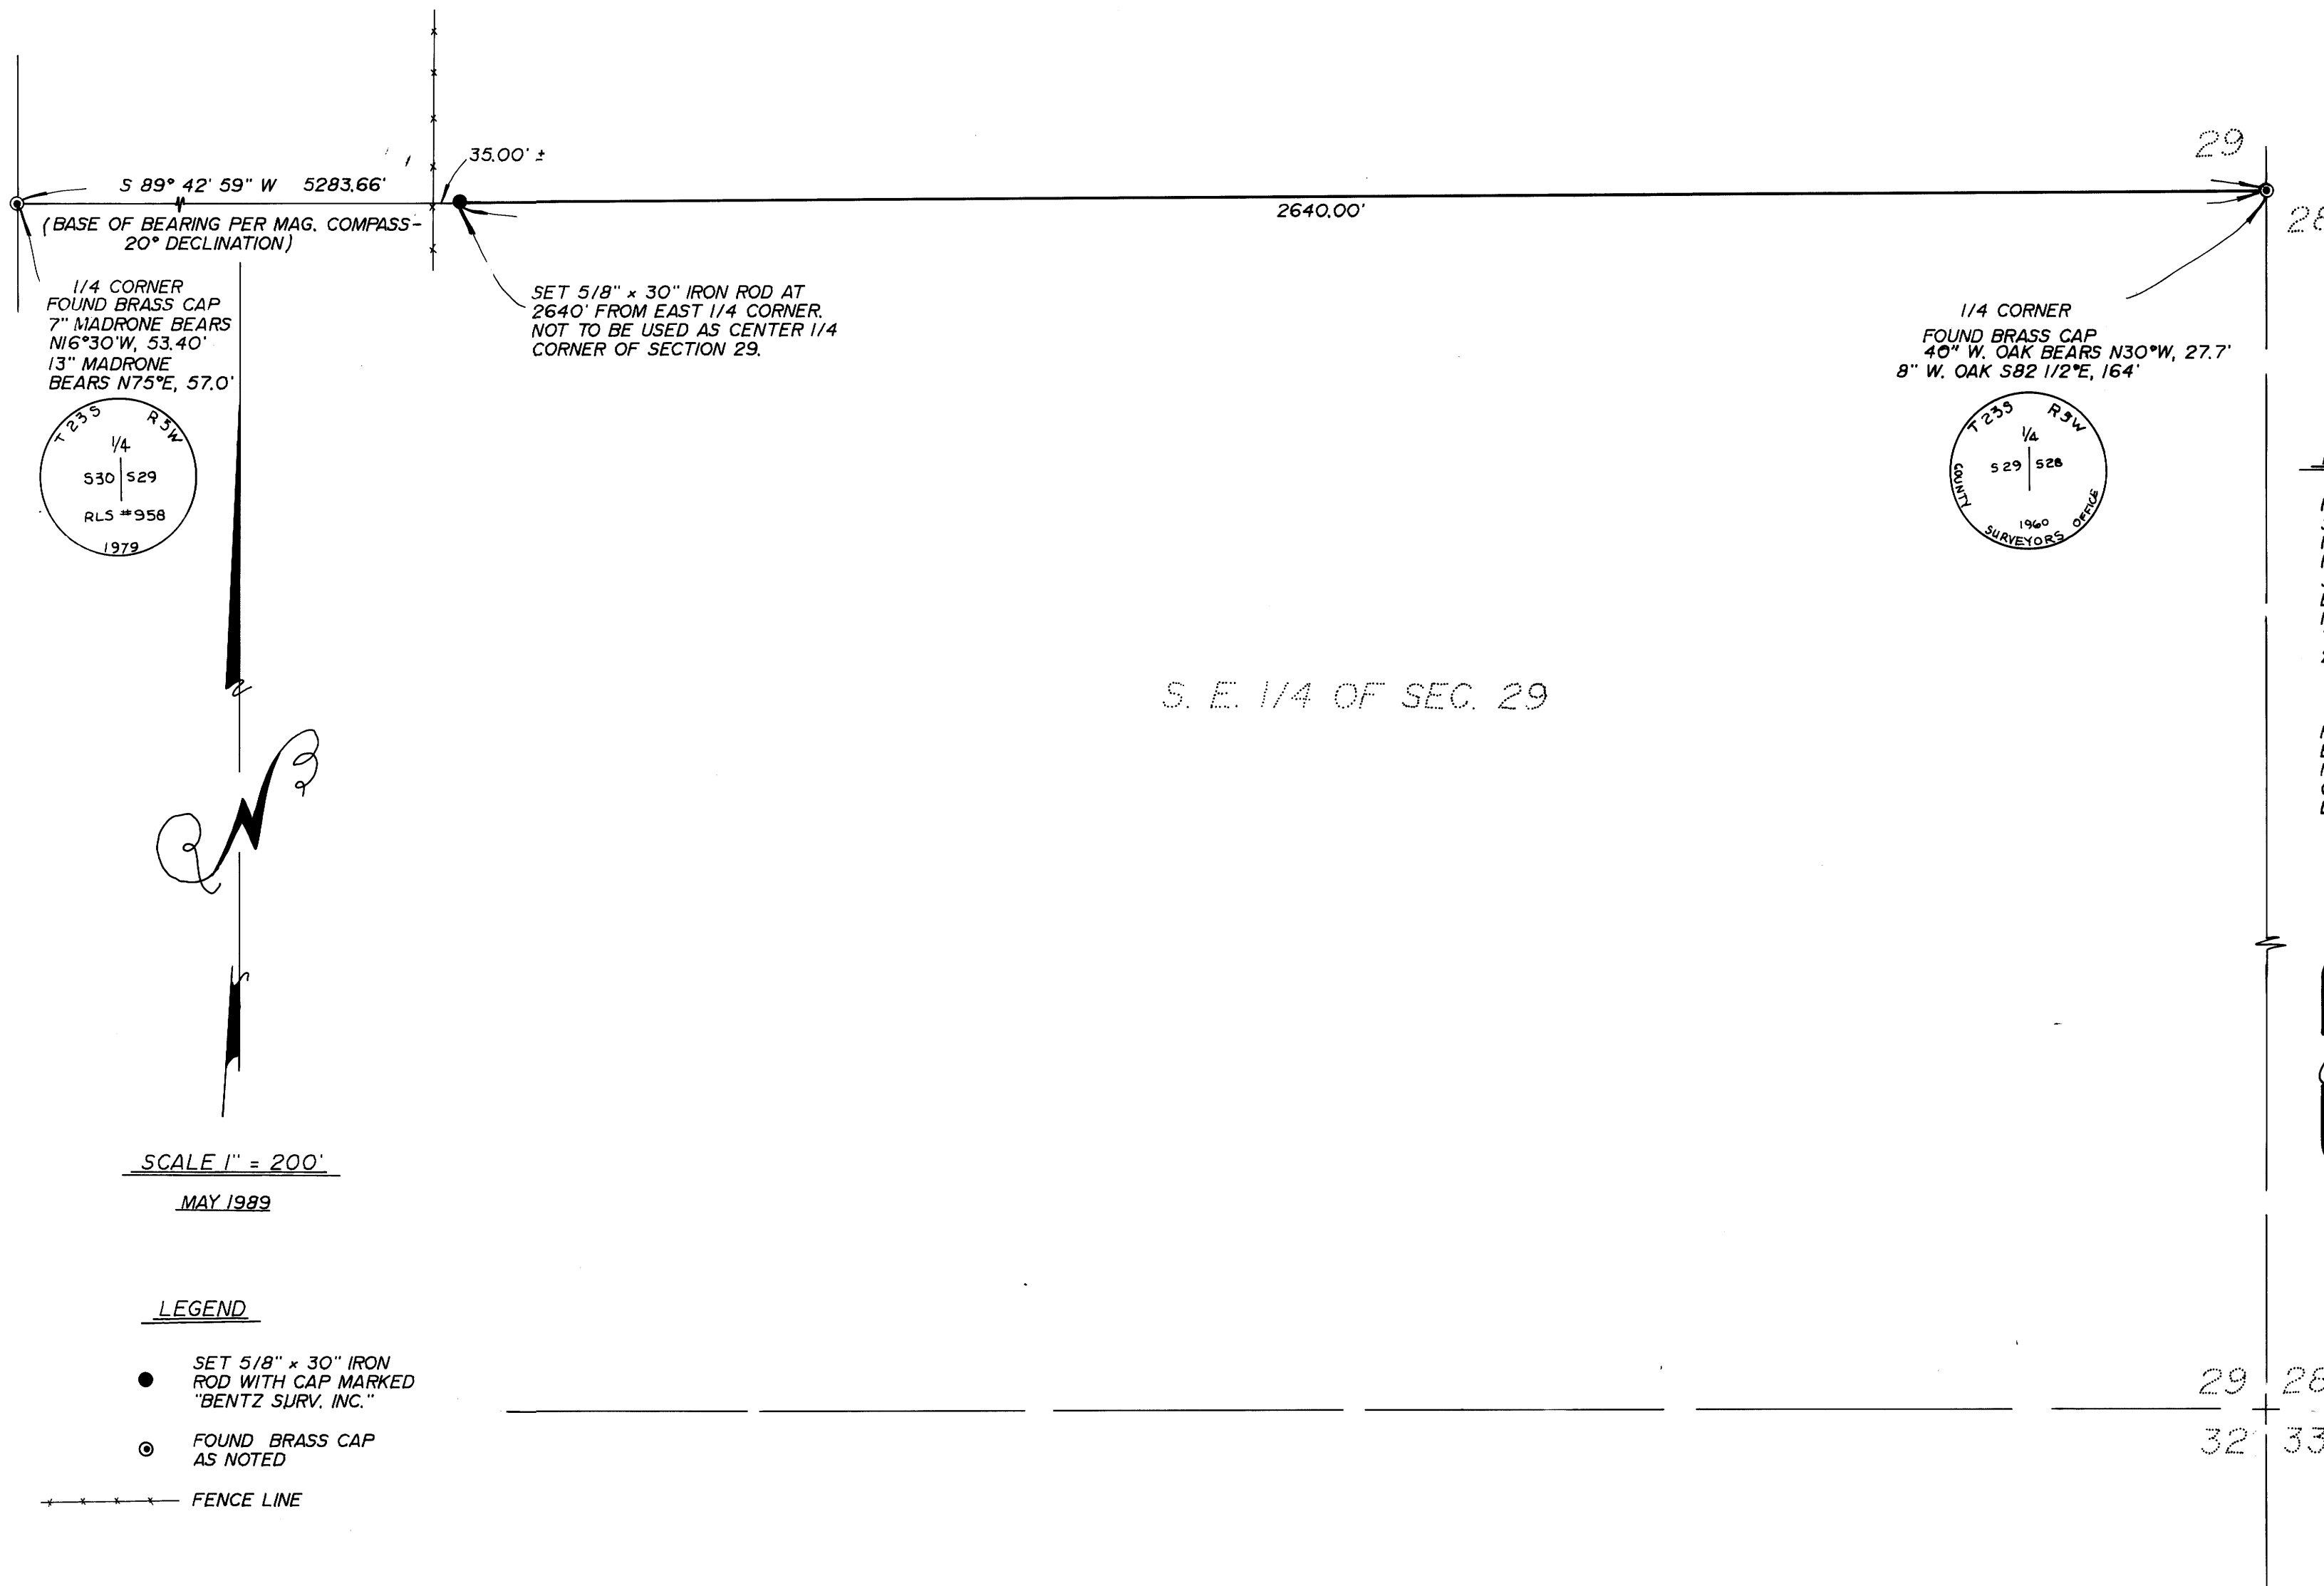 29
35.00' ±
S 89° 42' 59" W 5283.66'
(BASE OF BEARING PER MAG. COMPASS-
20° DECLINATION)
2640.00'
28
1/4 CORNER
FOUND BRASS CAP
7" MADRONE BEARS
N16°30'W, 53.40'
13" MADRONE
BEARS N75°E, 57.0'
SET 5/8" x 30" IRON ROD AT
2640' FROM EAST 1/4 CORNER.
NOT TO BE USED AS CENTER 1/4
CORNER OF SECTION 29.
1/4 CORNER
FOUND BRASS CAP
40" W. OAK BEARS N30°W, 27.7'
8" W. OAK S82 1/2°E, 164'
T 23S R5W
1/4
S30 S29
RLS #958
1979
T 23S R5W
1/4
S29 S28
1960
COUNTY SURVEYORS OFFICE
S. E. 1/4 OF SEC. 29
N
SCALE 1" = 200'
MAY 1989
LEGEND
SET 5/8" x 30" IRON
ROD WITH CAP MARKED
"BENTZ SURV. INC."
FOUND BRASS CAP
AS NOTED
FENCE LINE
29 28
32 33